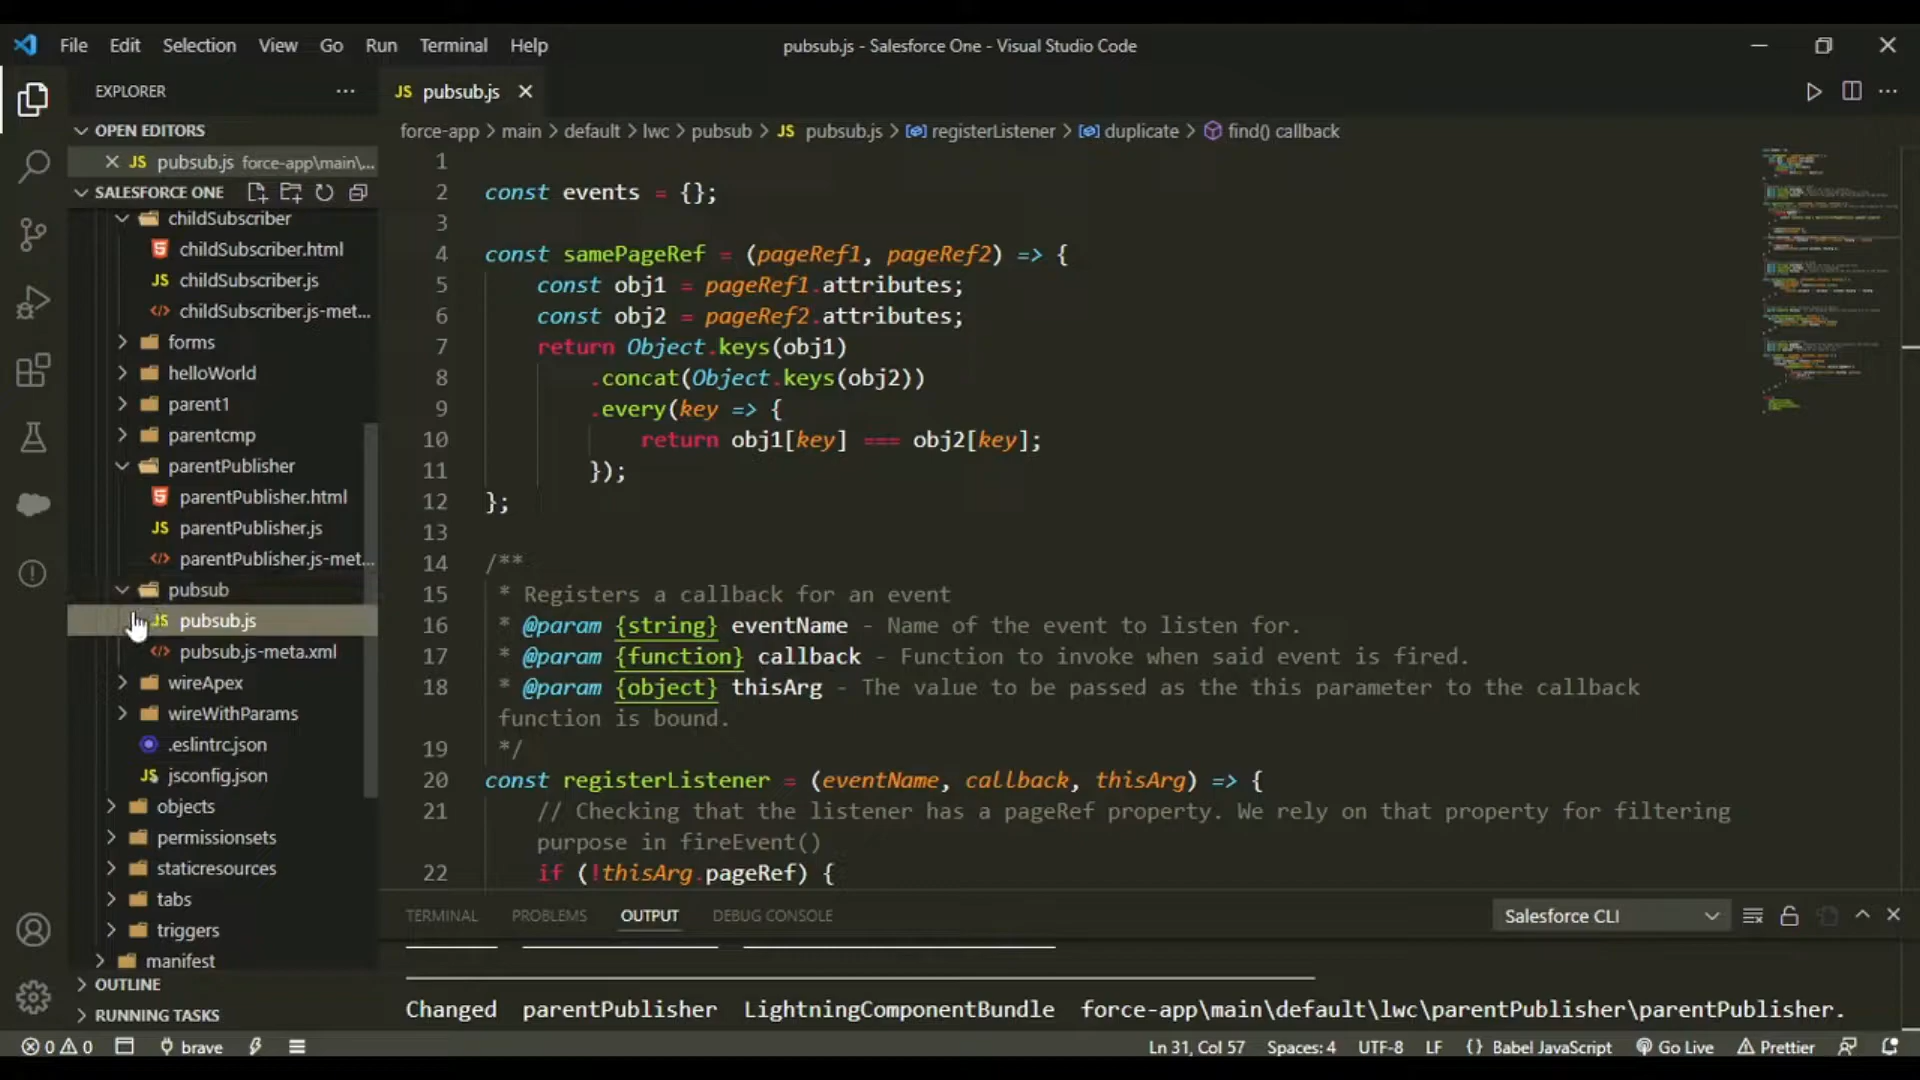 File Edit Selection View Go Run Terminal Help pubsub.js - Salesforce One - Visual Studio Code
EXPLORER
JS pubsub.js
OPEN EDITORS
JS pubsub.js force-app\main\...
SALESFORCE ONE
childSubscriber
childSubscriber.html
JS childSubscriber.js
childSubscriber.js-met...
forms
helloWorld
parent1
parentcmp
parentPublisher
parentPublisher.html
JS parentPublisher.js
parentPublisher.js-met...
pubsub
JS pubsub.js
pubsub.js-meta.xml
wireApex
wireWithParams
.eslintrc.json
JS jsconfig.json
objects
permissionsets
staticresources
tabs
triggers
manifest
OUTLINE
RUNNING TASKS
force-app > main > default > lwc > pubsub > JS pubsub.js > registerListener > duplicate > find() callback
1
2 const events = {};
3
4 const samePageRef = (pageRef1, pageRef2) => {
5 const obj1 = pageRef1.attributes;
6 const obj2 = pageRef2.attributes;
7 return Object.keys(obj1)
8 .concat(Object.keys(obj2))
9 .every(key => {
10 return obj1[key] === obj2[key];
11 });
12 };
13
14 /**
15 * Registers a callback for an event
16 * @param {string} eventName - Name of the event to listen for.
17 * @param {function} callback - Function to invoke when said event is fired.
18 * @param {object} thisArg - The value to be passed as the this parameter to the callback
function is bound.
19 */
20 const registerListener = (eventName, callback, thisArg) => {
21 // Checking that the listener has a pageRef property. We rely on that property for filtering
purpose in fireEvent()
22 if (!thisArg.pageRef) {
TERMINAL PROBLEMS OUTPUT DEBUG CONSOLE Salesforce CLI
Changed parentPublisher LightningComponentBundle force-app\main\default\lwc\parentPublisher\parentPublisher.
0 0 brave Ln 31, Col 57 Spaces: 4 UTF-8 LF {} Babel JavaScript Go Live Prettier